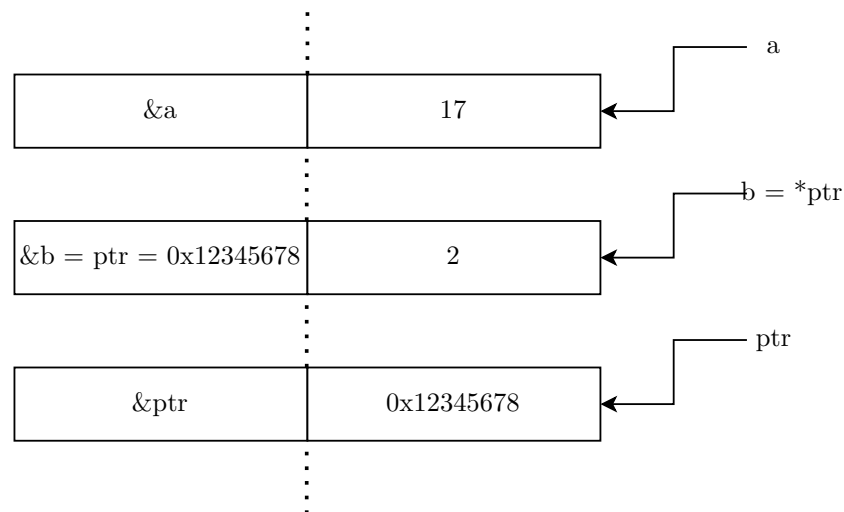 a
&a 17
b = *ptr
&b = ptr = 0x12345678 2
ptr
&ptr 0x12345678